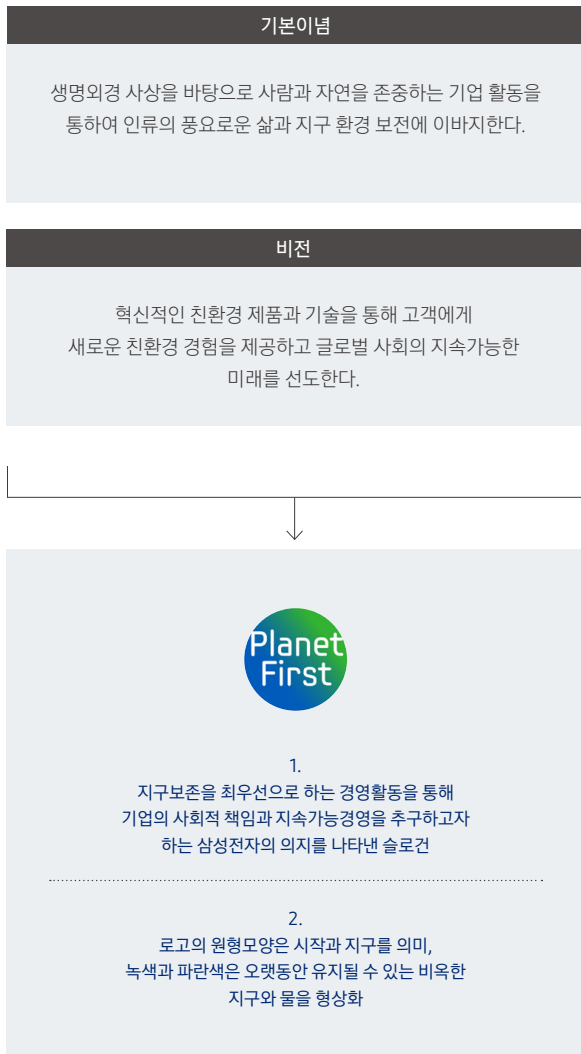 기본이념
생명외경 사상을 바탕으로 사람과 자연을 존중하는 기업 활동을
통하여 인류의 풍요로운 삶과 지구 환경 보전에 이바지한다.
비전
혁신적인 친환경 제품과 기술을 통해 고객에게
새로운 친환경 경험을 제공하고 글로벌 사회의 지속가능한
미래를 선도한다.
Planet
First
1.
지구보존을 최우선으로 하는 경영활동을 통해
기업의 사회적 책임과 지속가능경영을 추구하고자
하는 삼성전자의 의지를 나타낸 슬로건
2.
로고의 원형모양은 시작과 지구를 의미,
녹색과 파란색은 오랫동안 유지될 수 있는 비옥한
지구와 물을 형상화